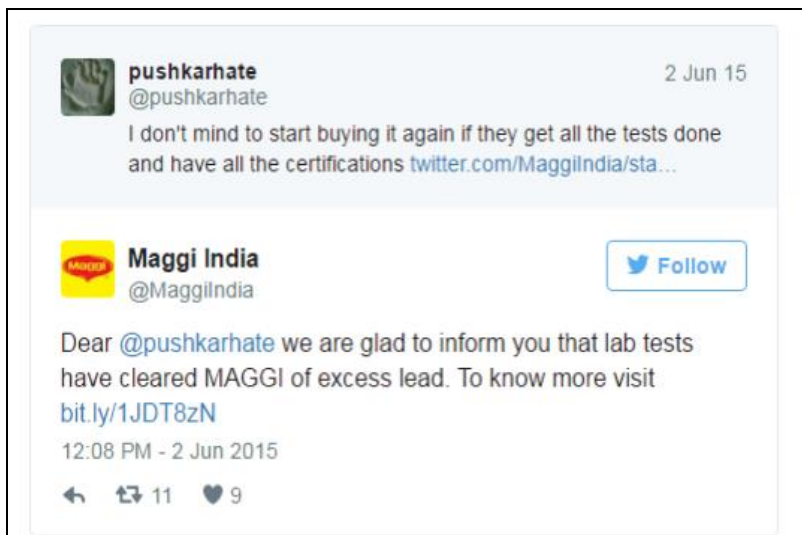 pushkarhate
2 Jun 15
@pushkarhate
I don't mind to start buying it again if they get all the tests done
and have all the certifications twitter.com/MaggiIndia/sta...
Maggi
Maggi India
Follow
@MaggiIndia
Dear @pushkarhate we are glad to inform you that lab tests
have cleared MAGGI of excess lead. To know more visit
bit.ly/1JDT8zN
12:08 PM - 2 Jun 2015
11
9